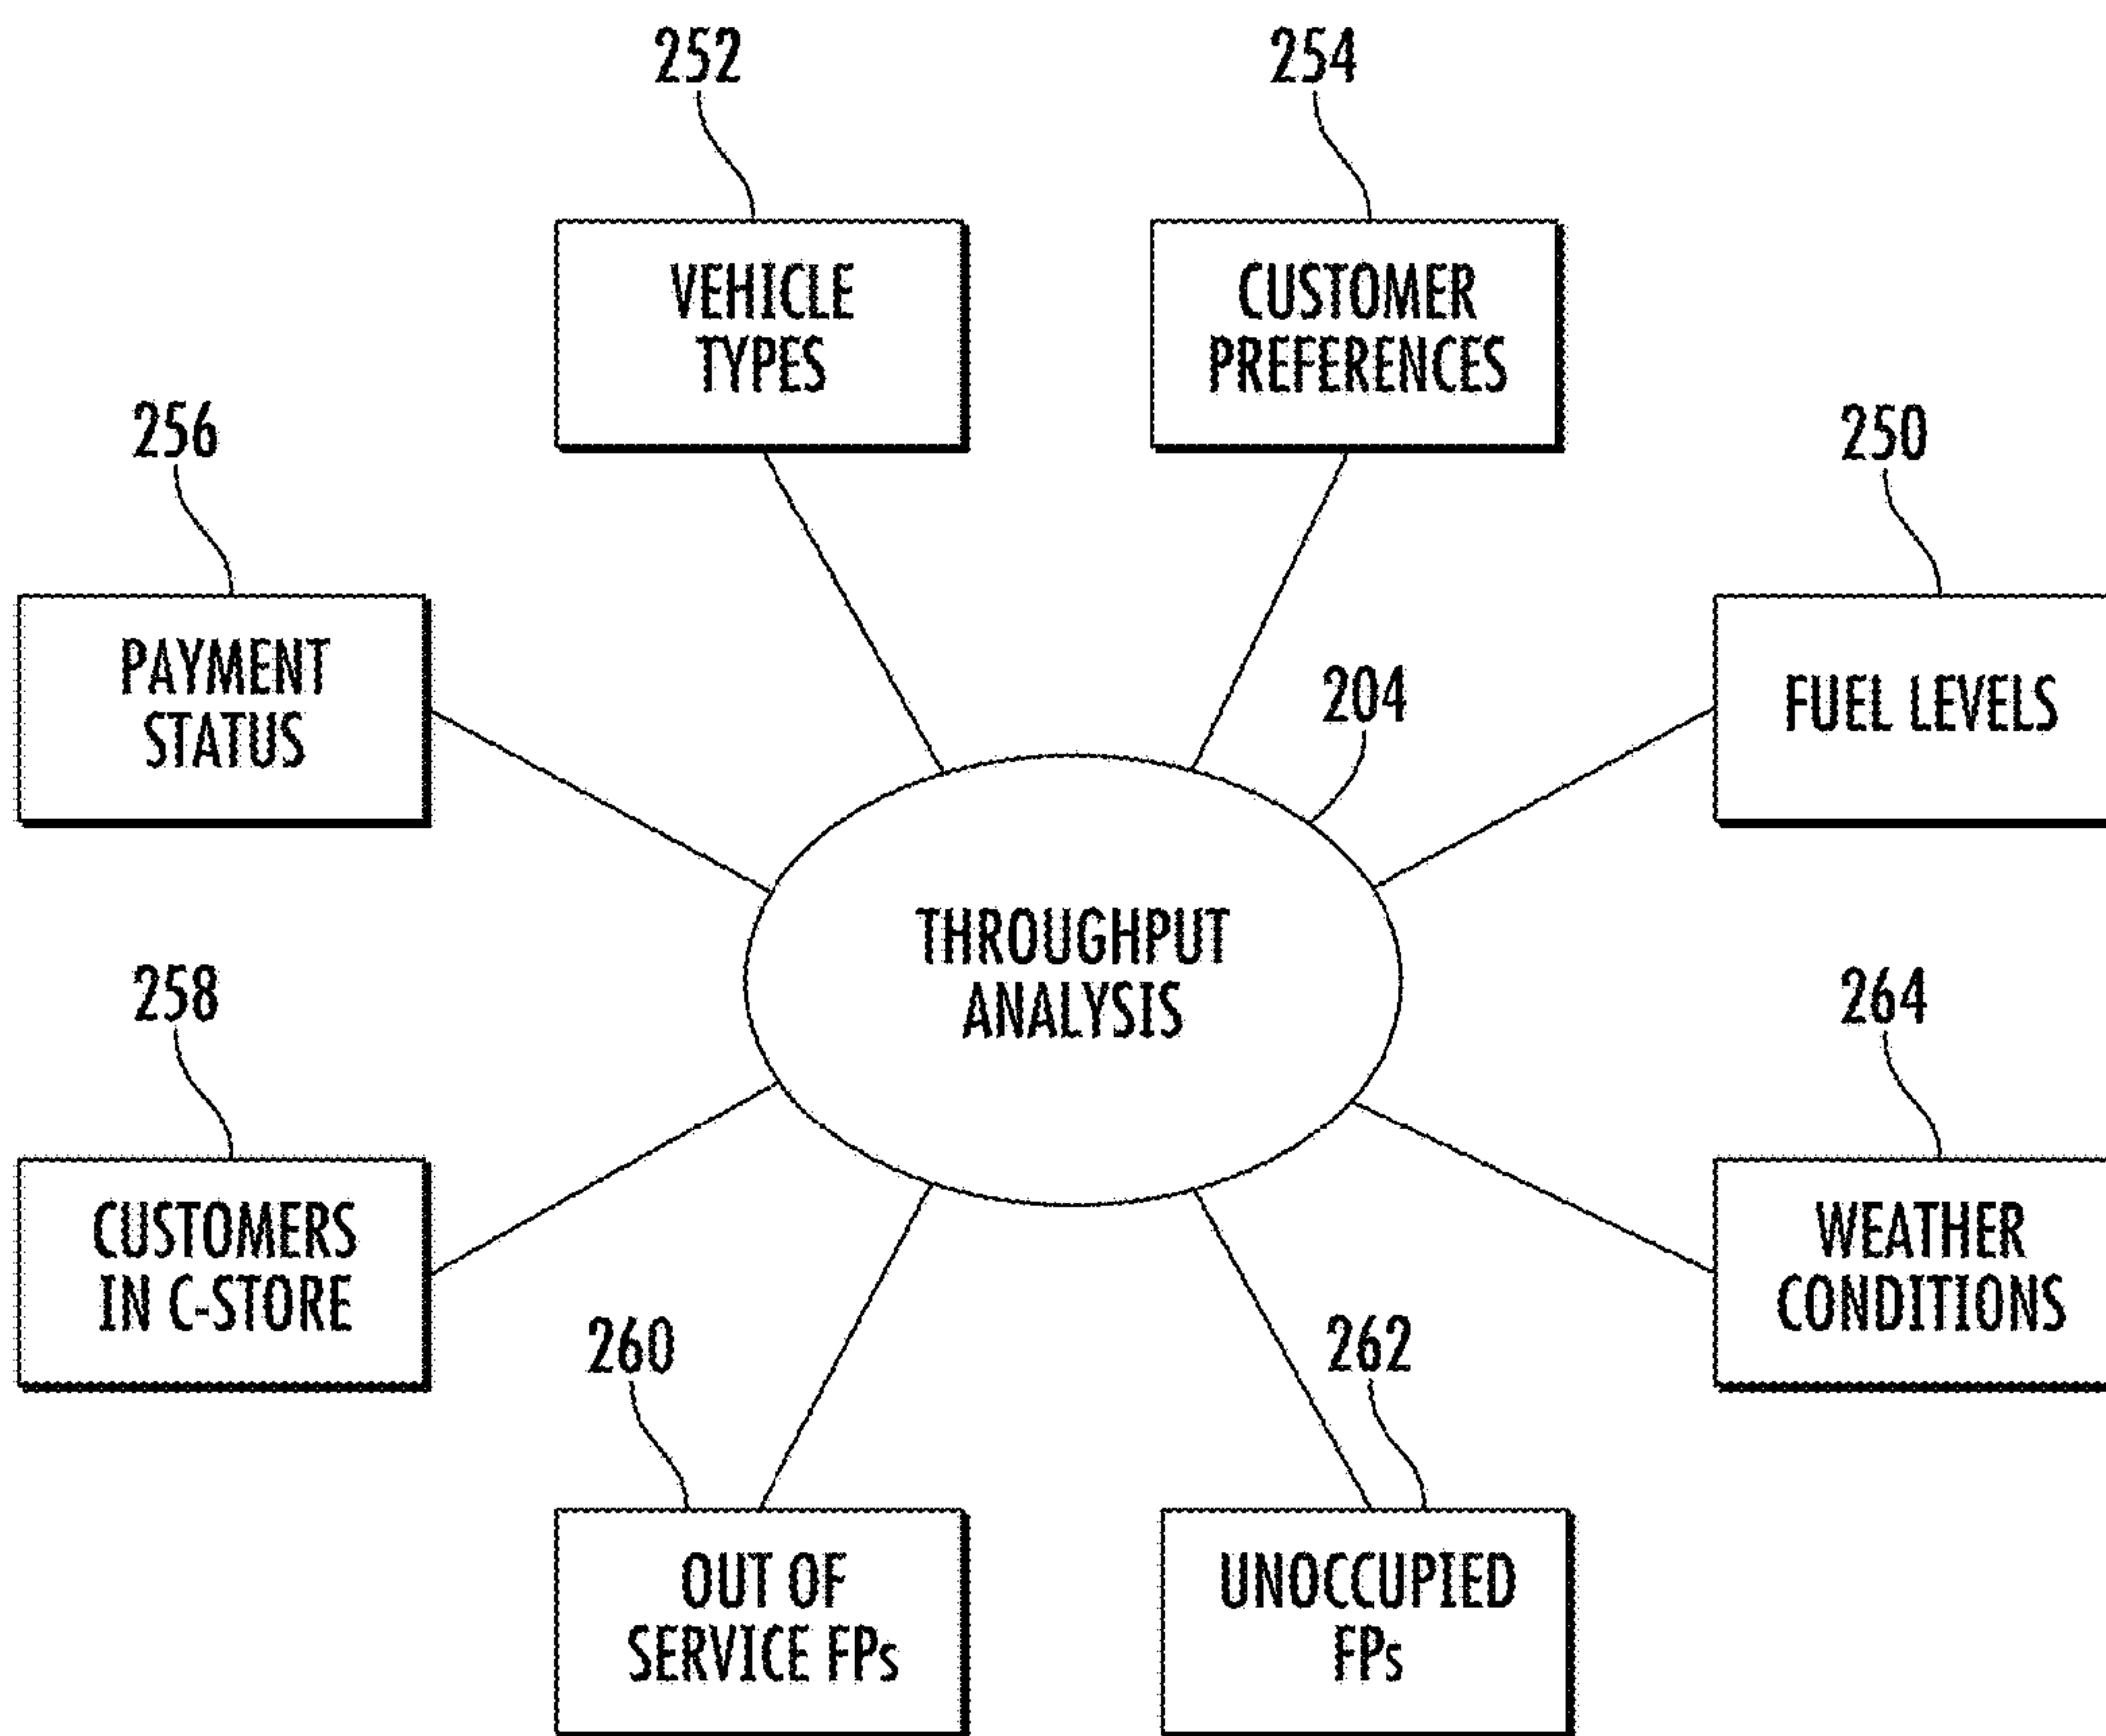 252
254
VEHICLE
TYPES
CUSTOMER
PREFERENCES
256
250
PAYMENT
STATUS
204
FUEL LEVELS
THROUGHPUT
ANALYSIS
258
264
CUSTOMERS
IN C-STORE
WEATHER
CONDITIONS
260
262
OUT OF
SERVICE FPs
UNOCCUPIED
FPs